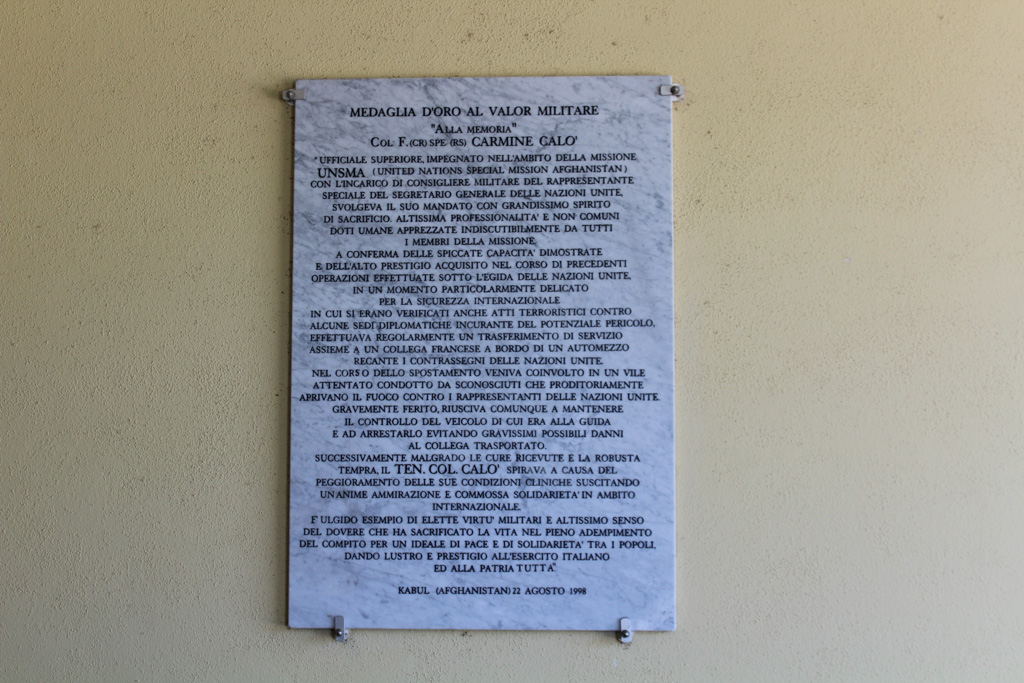 MEDAGLIA D'ORO AL VALOR MILITARE
"ALLA MEMORIA"
COL. F.(CR) SPE (RS) CARMINE CALO'
"UFFICIALE SUPERIORE, IMPEGNATO NELL'AMBITO DELLA MISSIONE
UNSMA (UNITED NATIONS SPECIAL MISSION AFGHANISTAN)
CON L'INCARICO DI CONSIGLIERE MILITARE DEL RAPPRESENTANTE
SPECIALE DEL SEGRETARIO GENERALE DELLE NAZIONI UNITE,
SVOLGEVA IL SUO MANDATO CON GRANDISSIMO SPIRITO
DI SACRIFICIO, ALTISSIMA PROFESSIONALITA' E NON COMUNI
DOTI UMANE APPREZZATE INDISCUTIBILMENTE DA TUTTI
I MEMBRI DELLA MISSIONE,
A CONFERMA DELLE SPICCATE CAPACITA' DIMOSTRATE
E DELL'ALTO PRESTIGIO ACQUISITO NEL CORSO DI PRECEDENTI
OPERAZIONI EFFETTUATE SOTTO L'EGIDA DELLE NAZIONI UNITE,
IN UN MOMENTO PARTICOLARMENTE DELICATO
PER LA SICUREZZA INTERNAZIONALE
IN CUI SI ERANO VERIFICATI ANCHE ATTI TERRORISTICI CONTRO
ALCUNE SEDI DIPLOMATICHE INCURANTE DEL POTENZIALE PERICOLO,
EFFETTUAVA REGOLARMENTE UN TRASFERIMENTO DI SERVIZIO
ASSIEME A UN COLLEGA FRANCESE A BORDO DI UN AUTOMEZZO
RECANTE I CONTRASSEGNI DELLE NAZIONI UNITE.
NEL CORSO DELLO SPOSTAMENTO VENIVA COINVOLTO IN UN VILE
ATTENTATO CONDOTTO DA SCONOSCIUTI CHE PRODITORIAMENTE
APRIVANO IL FUOCO CONTRO I RAPPRESENTANTI DELLE NAZIONI UNITE.
GRAVEMENTE FERITO, RIUSCIVA COMUNQUE A MANTENERE
IL CONTROLLO DEL VEICOLO DI CUI ERA ALLA GUIDA
E AD ARRESTARLO EVITANDO GRAVISSIMI POSSIBILI DANNI
AL COLLEGA TRASPORTATO.
SUCCESSIVAMENTE MALGRADO LE CURE RICEVUTE E LA ROBUSTA
TEMPRA, IL TEN. COL. CALO' SPIRAVA A CAUSA DEL
PEGGIORAMENTO DELLE SUE CONDIZIONI CLINICHE SUSCITANDO
UNANIME AMMIRAZIONE E COMMOSSA SOLIDARIETA' IN AMBITO
INTERNAZIONALE.
F'ULGIDO ESEMPIO DI ELETTE VIRTU' MILITARI E ALTISSIMO SENSO
DEL DOVERE CHE HA SACRIFICATO LA VITA NEL PIENO ADEMPIMENTO
DEL COMPITO PER UN IDEALE DI PACE E DI SOLIDARIETA' TRA I POPOLI,
DANDO LUSTRO E PRESTIGIO ALL'ESERCITO ITALIANO
ED ALLA PATRIA TUTTA".
KABUL (AFGHANISTAN) 22 AGOSTO 1998